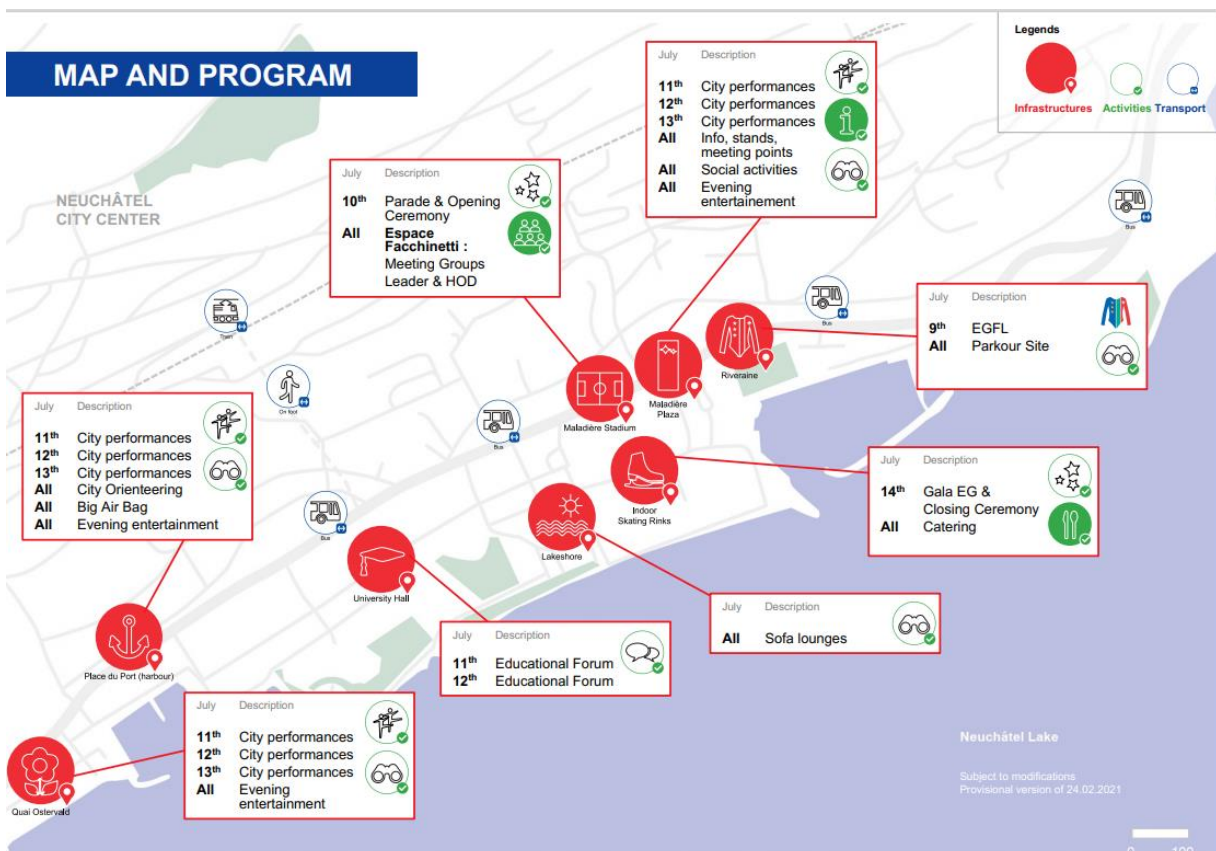 MAP AND PROGRAM
Legends
Infrastructures Activities Transport
NEUCHÂTEL
CITY CENTER
July Description
11th City performances
12th City performances
13th City performances
All Info, stands,
meeting points
All Social activities
All Evening
entertainement
July Description
10th Parade & Opening
Ceremony
All Espace
Facchinetti :
Meeting Groups
Leader & HOD
Bus
Train
Bus
July Description
9th EGFL
All Parkour Site
Riveraine
Maladière
Plaza
Maladière Stadium
On foot
Bus
July Description
11th City performances
12th City performances
13th City performances
All City Orienteering
All Big Air Bag
All Evening entertainment
July Description
14th Gala EG &
Closing Ceremony
All Catering
Indoor
Skating Rinks
Bus
Lakeshore
University Hall
July Description
All Sofa lounges
July Description
11th Educational Forum
12th Educational Forum
Place du Port (harbour)
July Description
11th City performances
12th City performances
13th City performances
All Evening
entertainment
Quai Ostervald
Neuchâtel Lake
Subject to modifications
Provisional version of 24.02.2021